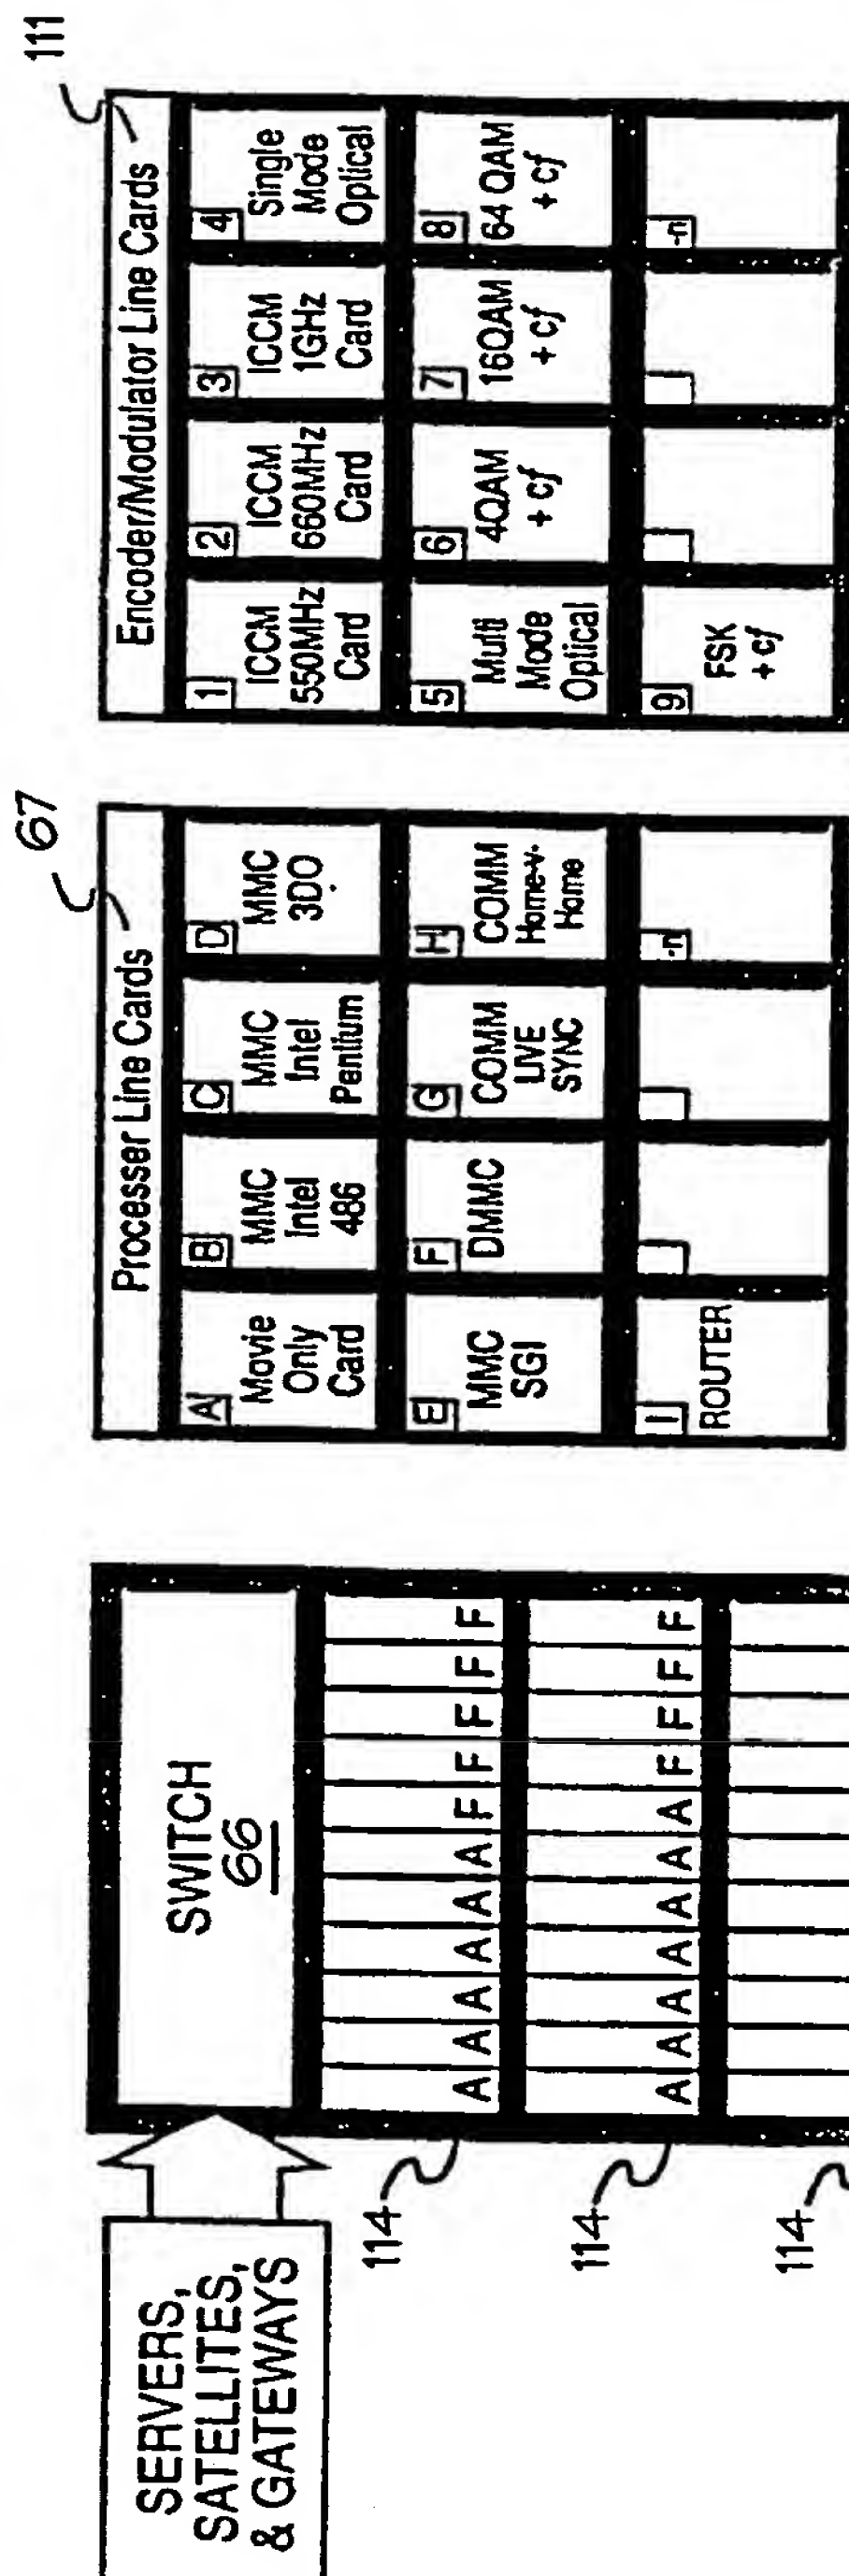 SERVERS,
SATELLITES,
& GATEWAYS
SWITCH
66
114
A A A A A A F F F F F
114
A A A A A A A F F F F
114
67
Processer Line Cards
A
Movie
Only
Card
B
MMC
Intel
486
C
MMC
Intel
Pentium
D
MMC
3DO
E
MMC
SGI
F
DMMC
G
COMM
LIVE
SYNC
H
COMM
Home-v-
Home
I
ROUTER
-n
111
Encoder/Modulator Line Cards
1
ICCM
550MHz
Card
2
ICCM
660MHz
Card
3
ICCM
1GHz
Card
4
Single
Mode
Optical
5
Multi
Mode
Optical
6
4QAM
+ cf
7
16QAM
+ cf
8
64 QAM
+ cf
9
FSK
+ cf
-n